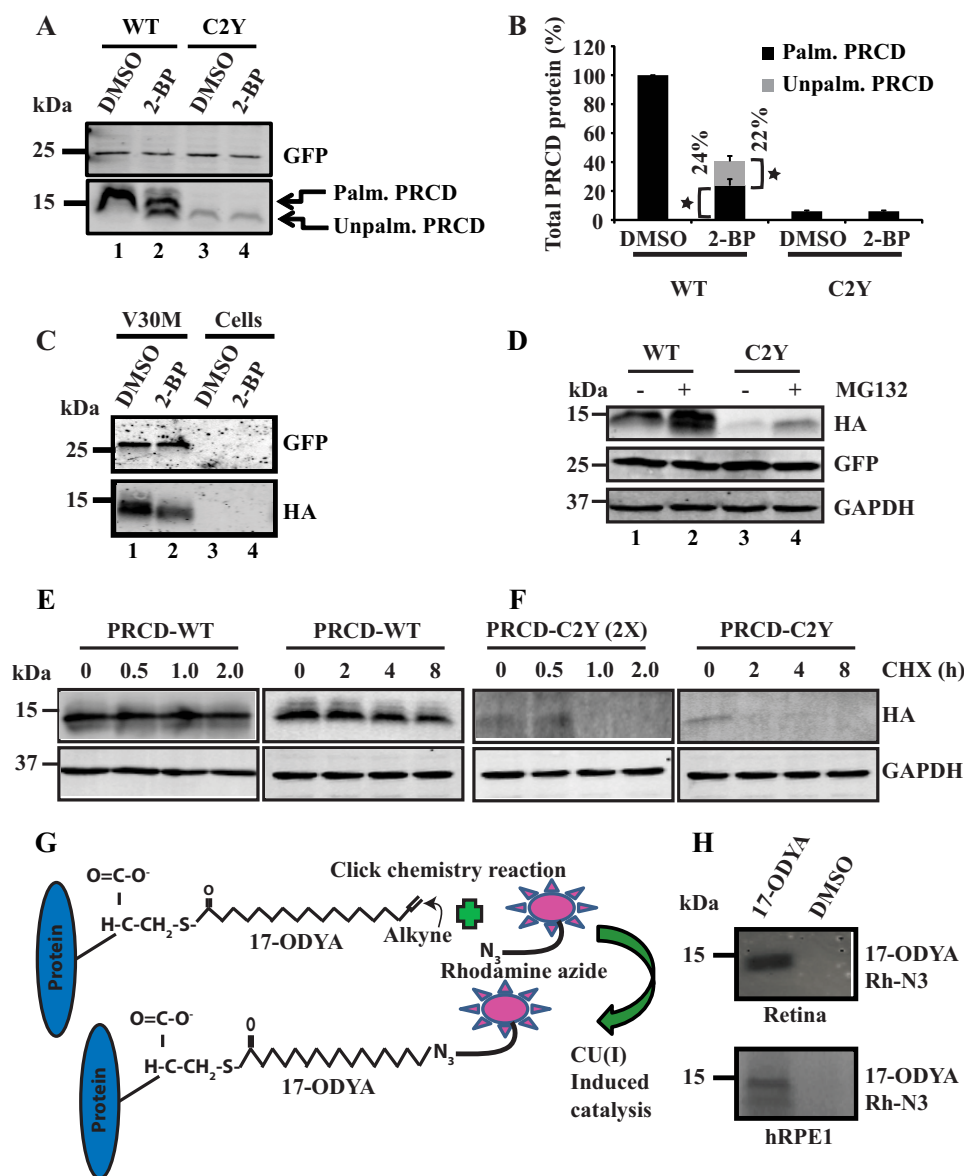 A
WT C2Y
DMSO 2-BP DMSO 2-BP
kDa
25
GFP
15
Palm. PRCD
Unpalm. PRCD
1 2 3 4
B
Total PRCD protein (%)
120
100
80
60
40
20
0
Palm. PRCD
Unpalm. PRCD
24%
22%
DMSO 2-BP DMSO 2-BP
WT C2Y
C
V30M Cells
DMSO 2-BP DMSO 2-BP
kDa
25
GFP
15
HA
1 2 3 4
D
WT C2Y
kDa - + - + MG132
15
HA
25
GFP
37
GAPDH
1 2 3 4
E
PRCD-WT PRCD-WT
kDa 0 0.5 1.0 2.0 0 2 4 8
15
37
F
PRCD-C2Y (2X) PRCD-C2Y
0 0.5 1.0 2.0 0 2 4 8 CHX (h)
HA
GAPDH
G
Click chemistry reaction
Protein
O=C-O-
H-C-CH2-S-
O
17-ODYA
Alkyne
N3
Rhodamine azide
Protein
O=C-O-
H-C-CH2-S-
O
N3
17-ODYA
CU(I)
Induced
catalysis
H
17-ODYA DMSO
kDa
15
17-ODYA
Rh-N3
Retina
15
17-ODYA
Rh-N3
hRPE1